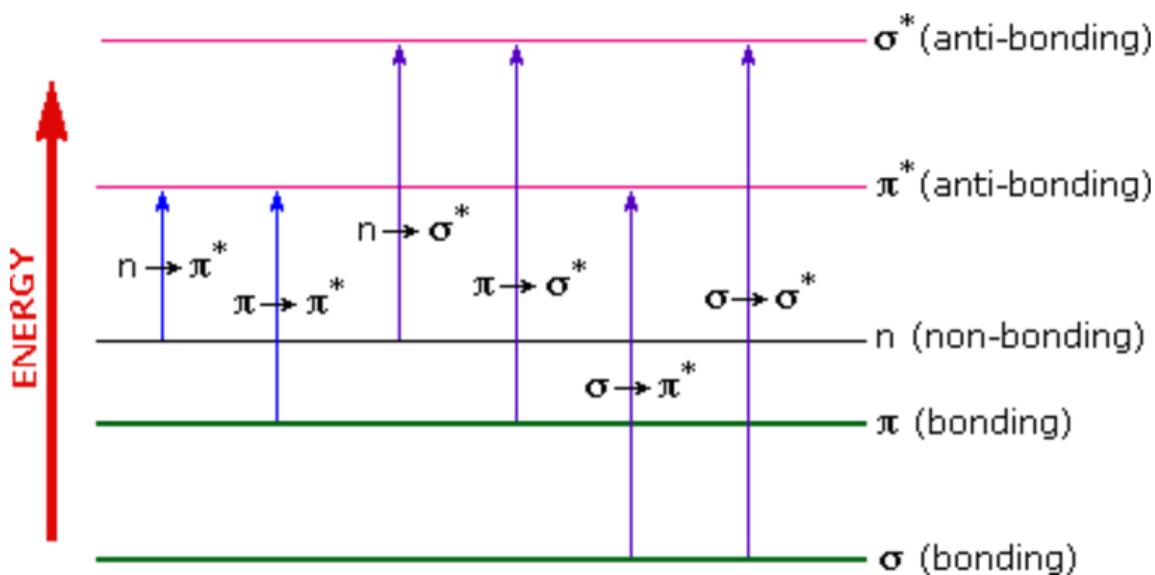 σ* (anti-bonding)
π* (anti-bonding)
n → σ*
n → π*
π → π*
π → σ*
σ → σ*
ENERGY
n (non-bonding)
σ → π*
π (bonding)
σ (bonding)